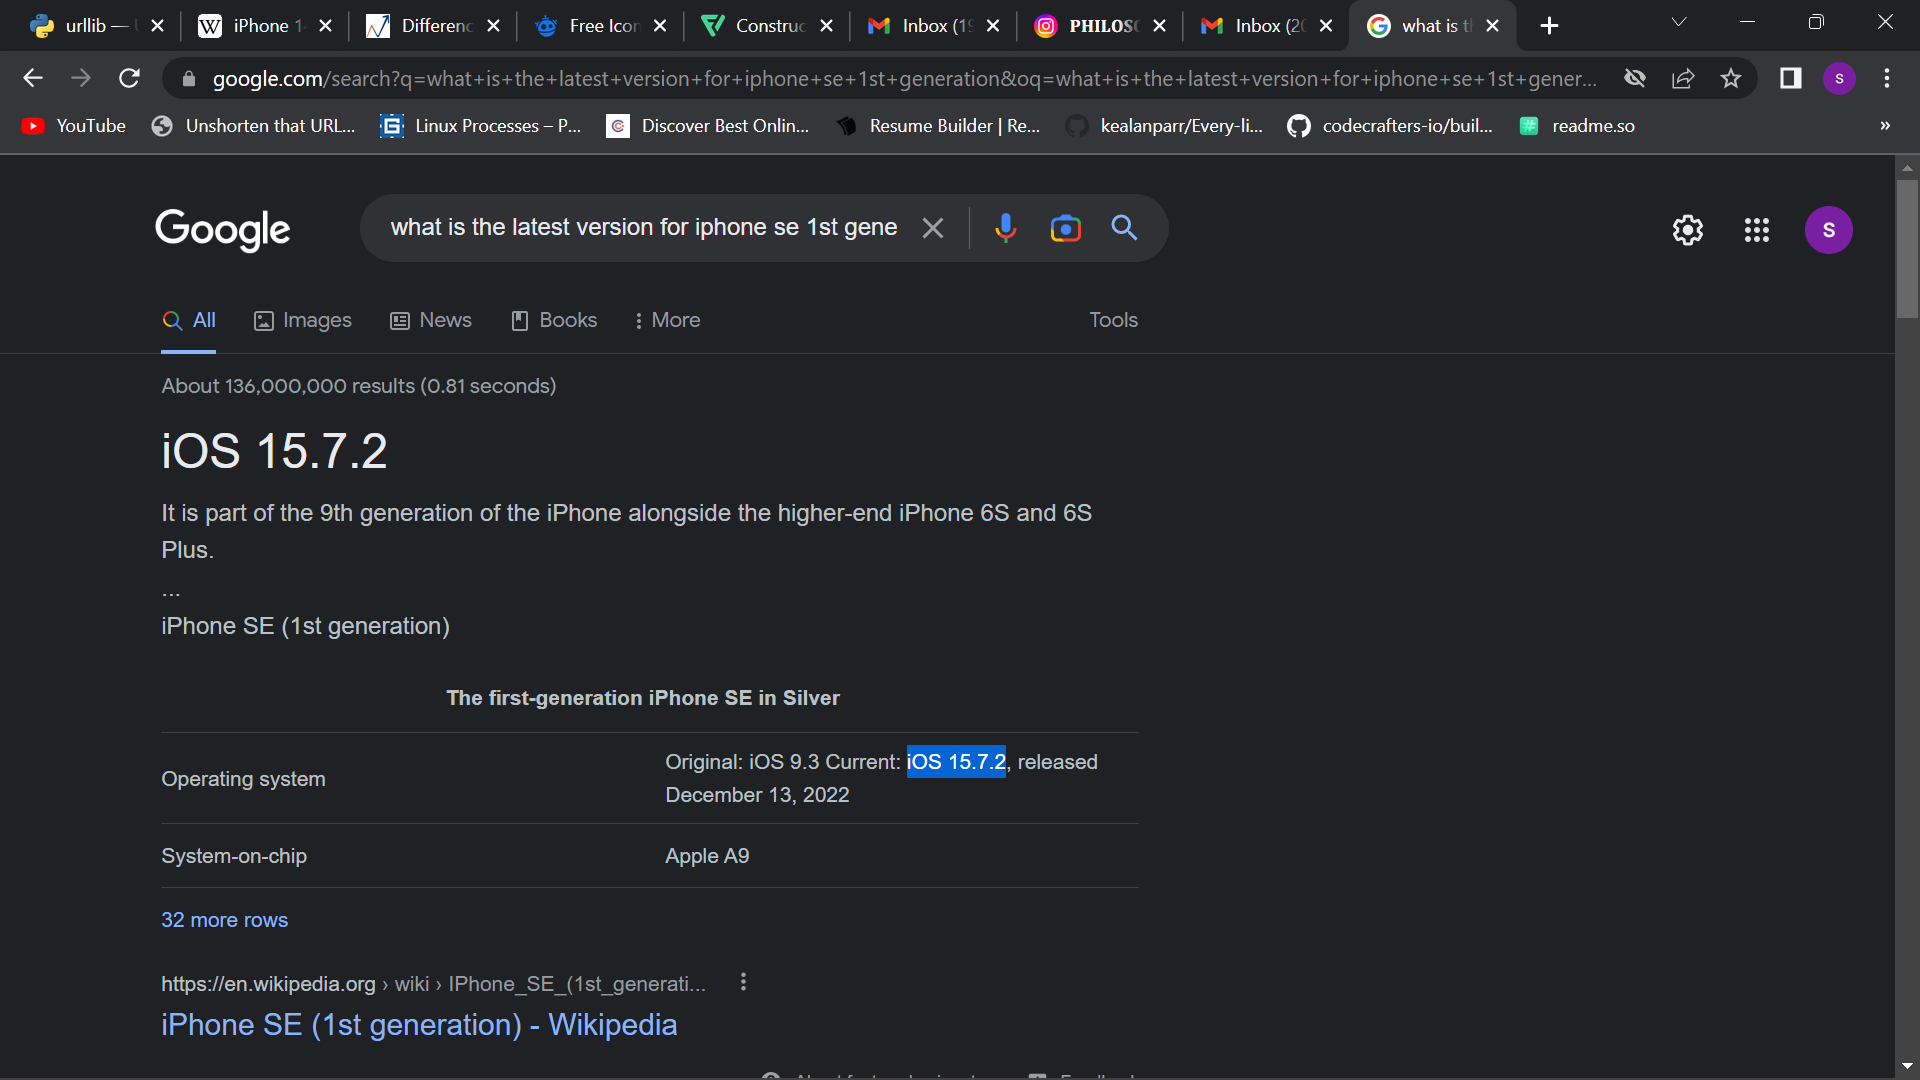 urllib —
iPhone 1
Differenc
Free Icon
Construc
Inbox (19
PHILOS
Inbox (20
what is t
google.com/search?q=what+is+the+latest+version+for+iphone+se+1st+generation&oq=what+is+the+latest+version+for+iphone+se+1st+gener...
S
YouTube
Unshorten that URL...
Linux Processes – P...
Discover Best Onlin...
Resume Builder | Re...
kealanparr/Every-li...
codecrafters-io/buil...
readme.so
»
Google
what is the latest version for iphone se 1st gene
S
All
Images
News
Books
More
Tools
About 136,000,000 results (0.81 seconds)
iOS 15.7.2
It is part of the 9th generation of the iPhone alongside the higher-end iPhone 6S and 6S
Plus.
...
iPhone SE (1st generation)
The first-generation iPhone SE in Silver
Operating system
Original: iOS 9.3 Current: iOS 15.7.2, released
December 13, 2022
System-on-chip
Apple A9
32 more rows
https://en.wikipedia.org › wiki › IPhone_SE_(1st_generati...
iPhone SE (1st generation) - Wikipedia